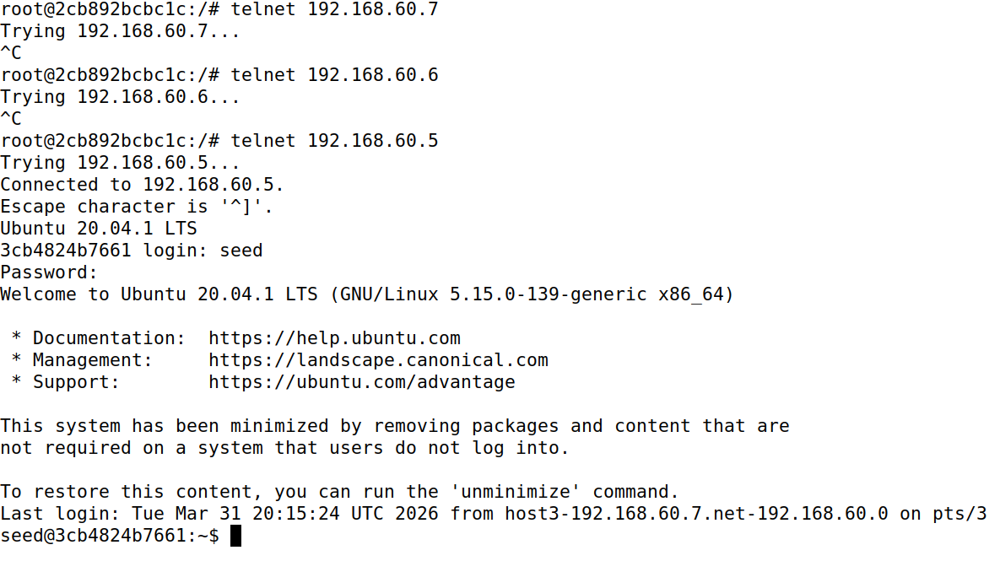 root@2cb892bcbc1c:/# telnet 192.168.60.7
Trying 192.168.60.7...
^C
root@2cb892bcbc1c:/# telnet 192.168.60.6
Trying 192.168.60.6...
^C
root@2cb892bcbc1c:/# telnet 192.168.60.5
Trying 192.168.60.5...
Connected to 192.168.60.5.
Escape character is '^]'.
Ubuntu 20.04.1 LTS
3cb4824b7661 login: seed
Password:
Welcome to Ubuntu 20.04.1 LTS (GNU/Linux 5.15.0-139-generic x86_64)

 * Documentation:  https://help.ubuntu.com
 * Management:     https://landscape.canonical.com
 * Support:        https://ubuntu.com/advantage

This system has been minimized by removing packages and content that are
not required on a system that users do not log into.

To restore this content, you can run the 'unminimize' command.
Last login: Tue Mar 31 20:15:24 UTC 2026 from host3-192.168.60.7.net-192.168.60.0 on pts/3
seed@3cb4824b7661:~$